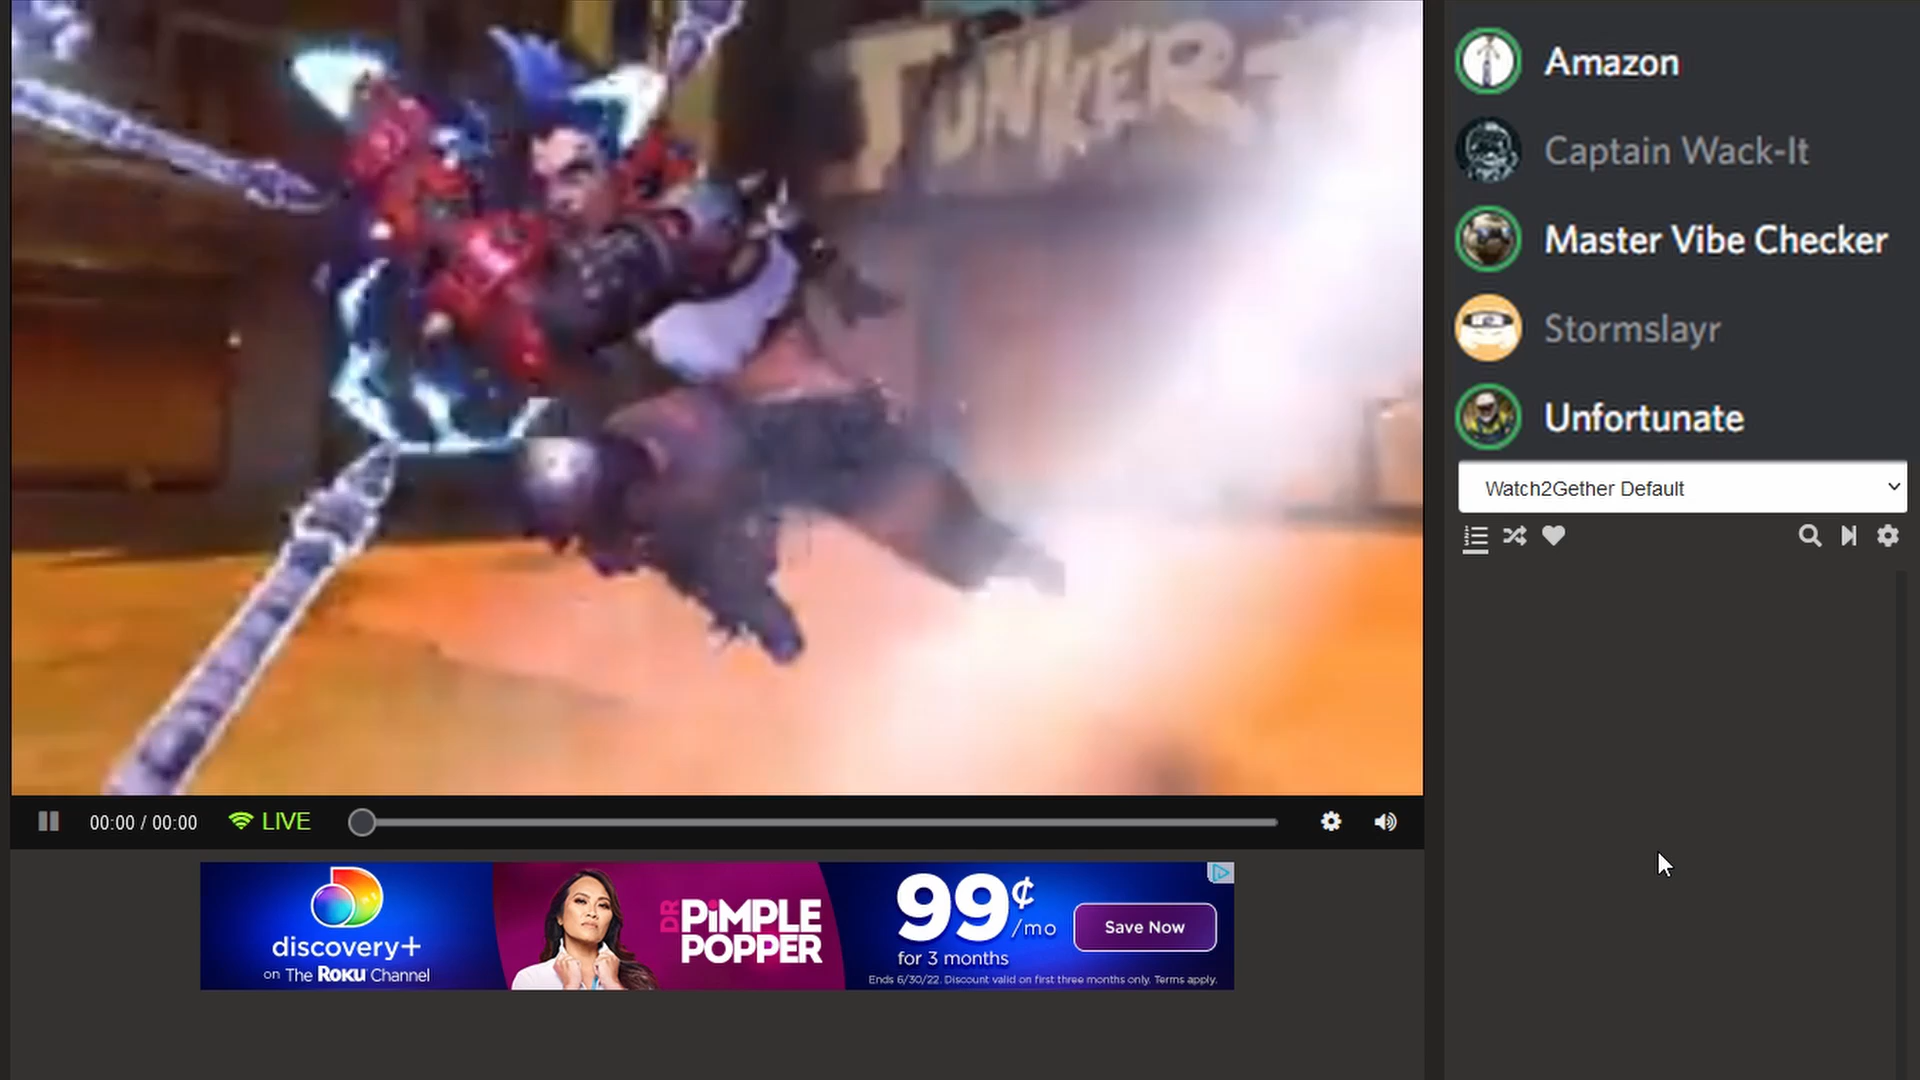 JUNKER
Amazon
Captain Wack-It
Master Vibe Checker
Stormslayr
Unfortunate
Watch2Gether Default
00:00 / 00:00
LIVE
discovery+
on The Roku Channel
DR PiMPLE
POPPER
99¢
/mo
for 3 months
Save Now
Ends 6/30/22. Discount valid on first three months only. Terms apply.